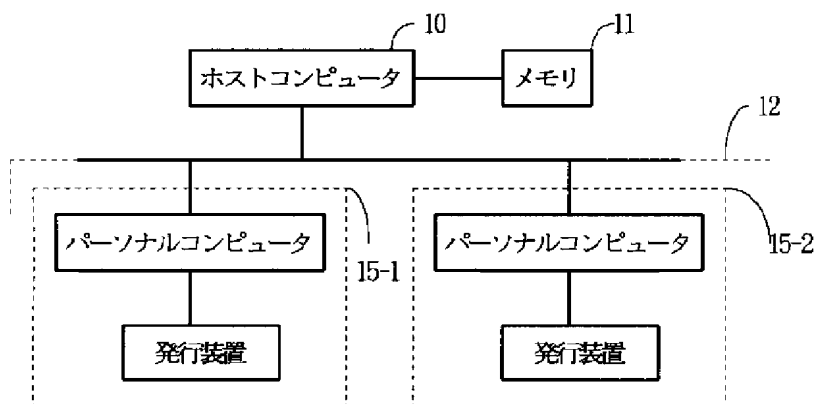 10
11
ホストコンピュータ
メモリ
12
パーソナルコンピュータ
パーソナルコンピュータ
15-1
15-2
発行装置
発行装置